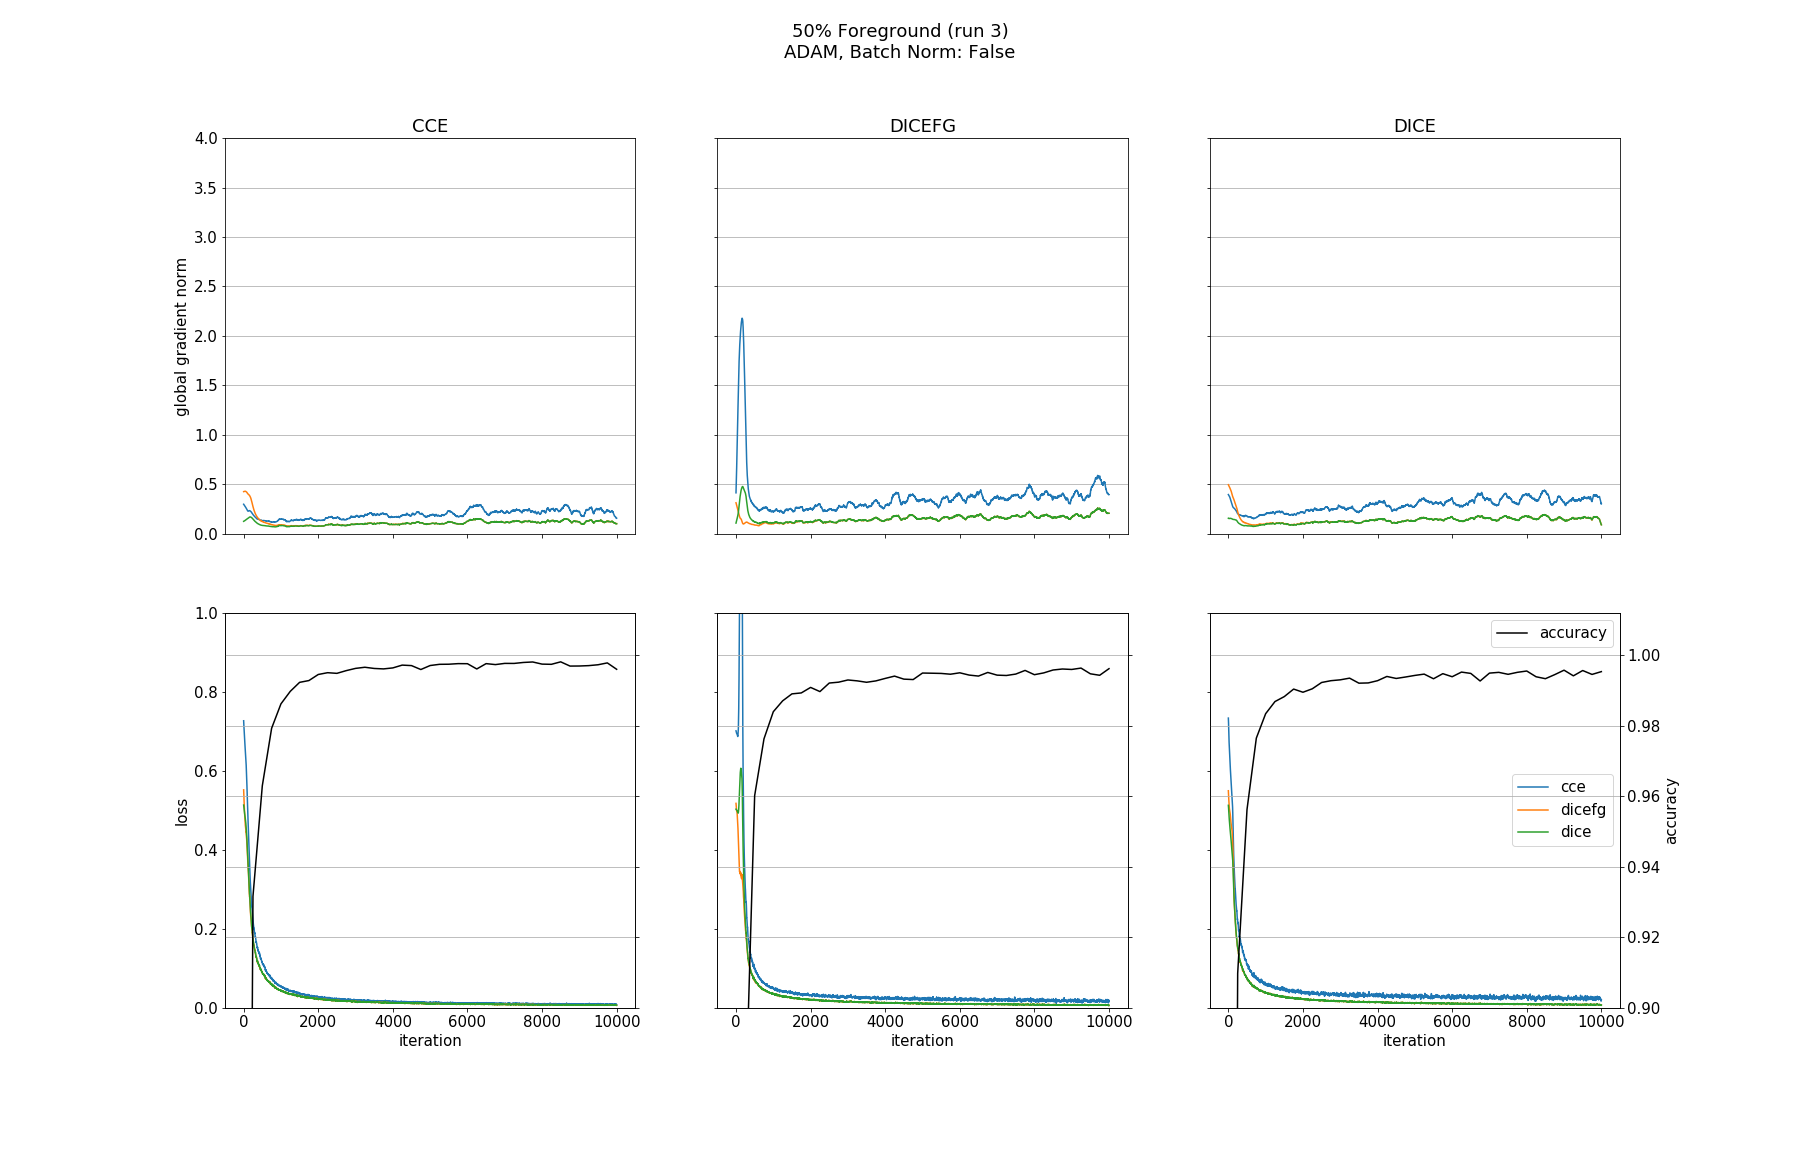 50% Foreground (run 3)
ADAM, Batch Norm: False
CCE
DICEFG
DICE
4.0
3.5
3.0
2.5
2.0
1.5
1.0
0.5
0.0
global gradient norm
1.0
0.8
0.6
0.4
0.2
0.0
loss
0 2000 4000 6000 8000 10000
iteration
0 2000 4000 6000 8000 10000
iteration
accuracy
cce
dicefg
dice
0 2000 4000 6000 8000 10000
iteration
1.00
0.98
0.96
0.94
0.92
0.90
accuracy